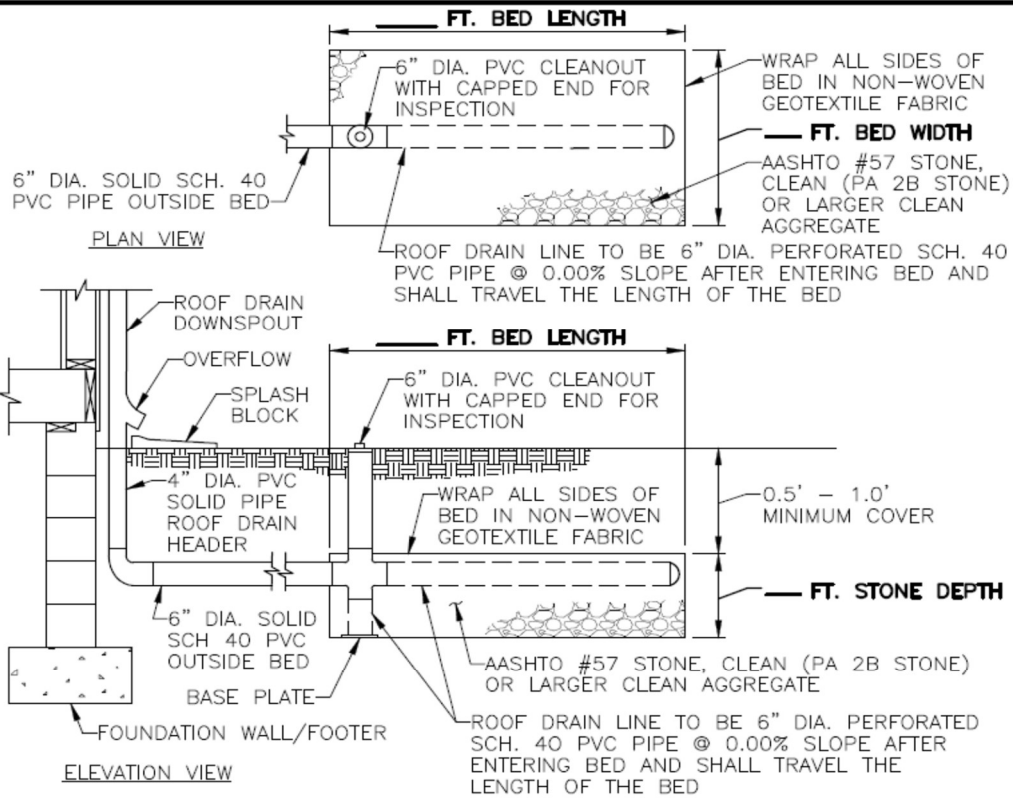 ____ FT. BED LENGTH
6" DIA. PVC CLEANOUT
WITH CAPPED END FOR
INSPECTION
WRAP ALL SIDES OF
BED IN NON-WOVEN
GEOTEXTILE FABRIC
____ FT. BED WIDTH
AASHTO #57 STONE,
CLEAN (PA 2B STONE)
OR LARGER CLEAN
AGGREGATE
6" DIA. SOLID SCH. 40
PVC PIPE OUTSIDE BED
PLAN VIEW
ROOF DRAIN LINE TO BE 6" DIA. PERFORATED SCH. 40
PVC PIPE @ 0.00% SLOPE AFTER ENTERING BED AND
SHALL TRAVEL THE LENGTH OF THE BED
ROOF DRAIN
DOWNSPOUT
OVERFLOW
SPLASH
BLOCK
____ FT. BED LENGTH
6" DIA. PVC CLEANOUT
WITH CAPPED END FOR
INSPECTION
4" DIA. PVC
SOLID PIPE
ROOF DRAIN
HEADER
WRAP ALL SIDES OF
BED IN NON-WOVEN
GEOTEXTILE FABRIC
0.5' - 1.0'
MINIMUM COVER
____ FT. STONE DEPTH
6" DIA. SOLID
SCH 40 PVC
OUTSIDE BED
BASE PLATE
AASHTO #57 STONE, CLEAN (PA 2B STONE)
OR LARGER CLEAN AGGREGATE
FOUNDATION WALL/FOOTER
ROOF DRAIN LINE TO BE 6" DIA. PERFORATED
SCH. 40 PVC PIPE @ 0.00% SLOPE AFTER
ENTERING BED AND SHALL TRAVEL THE
LENGTH OF THE BED
ELEVATION VIEW